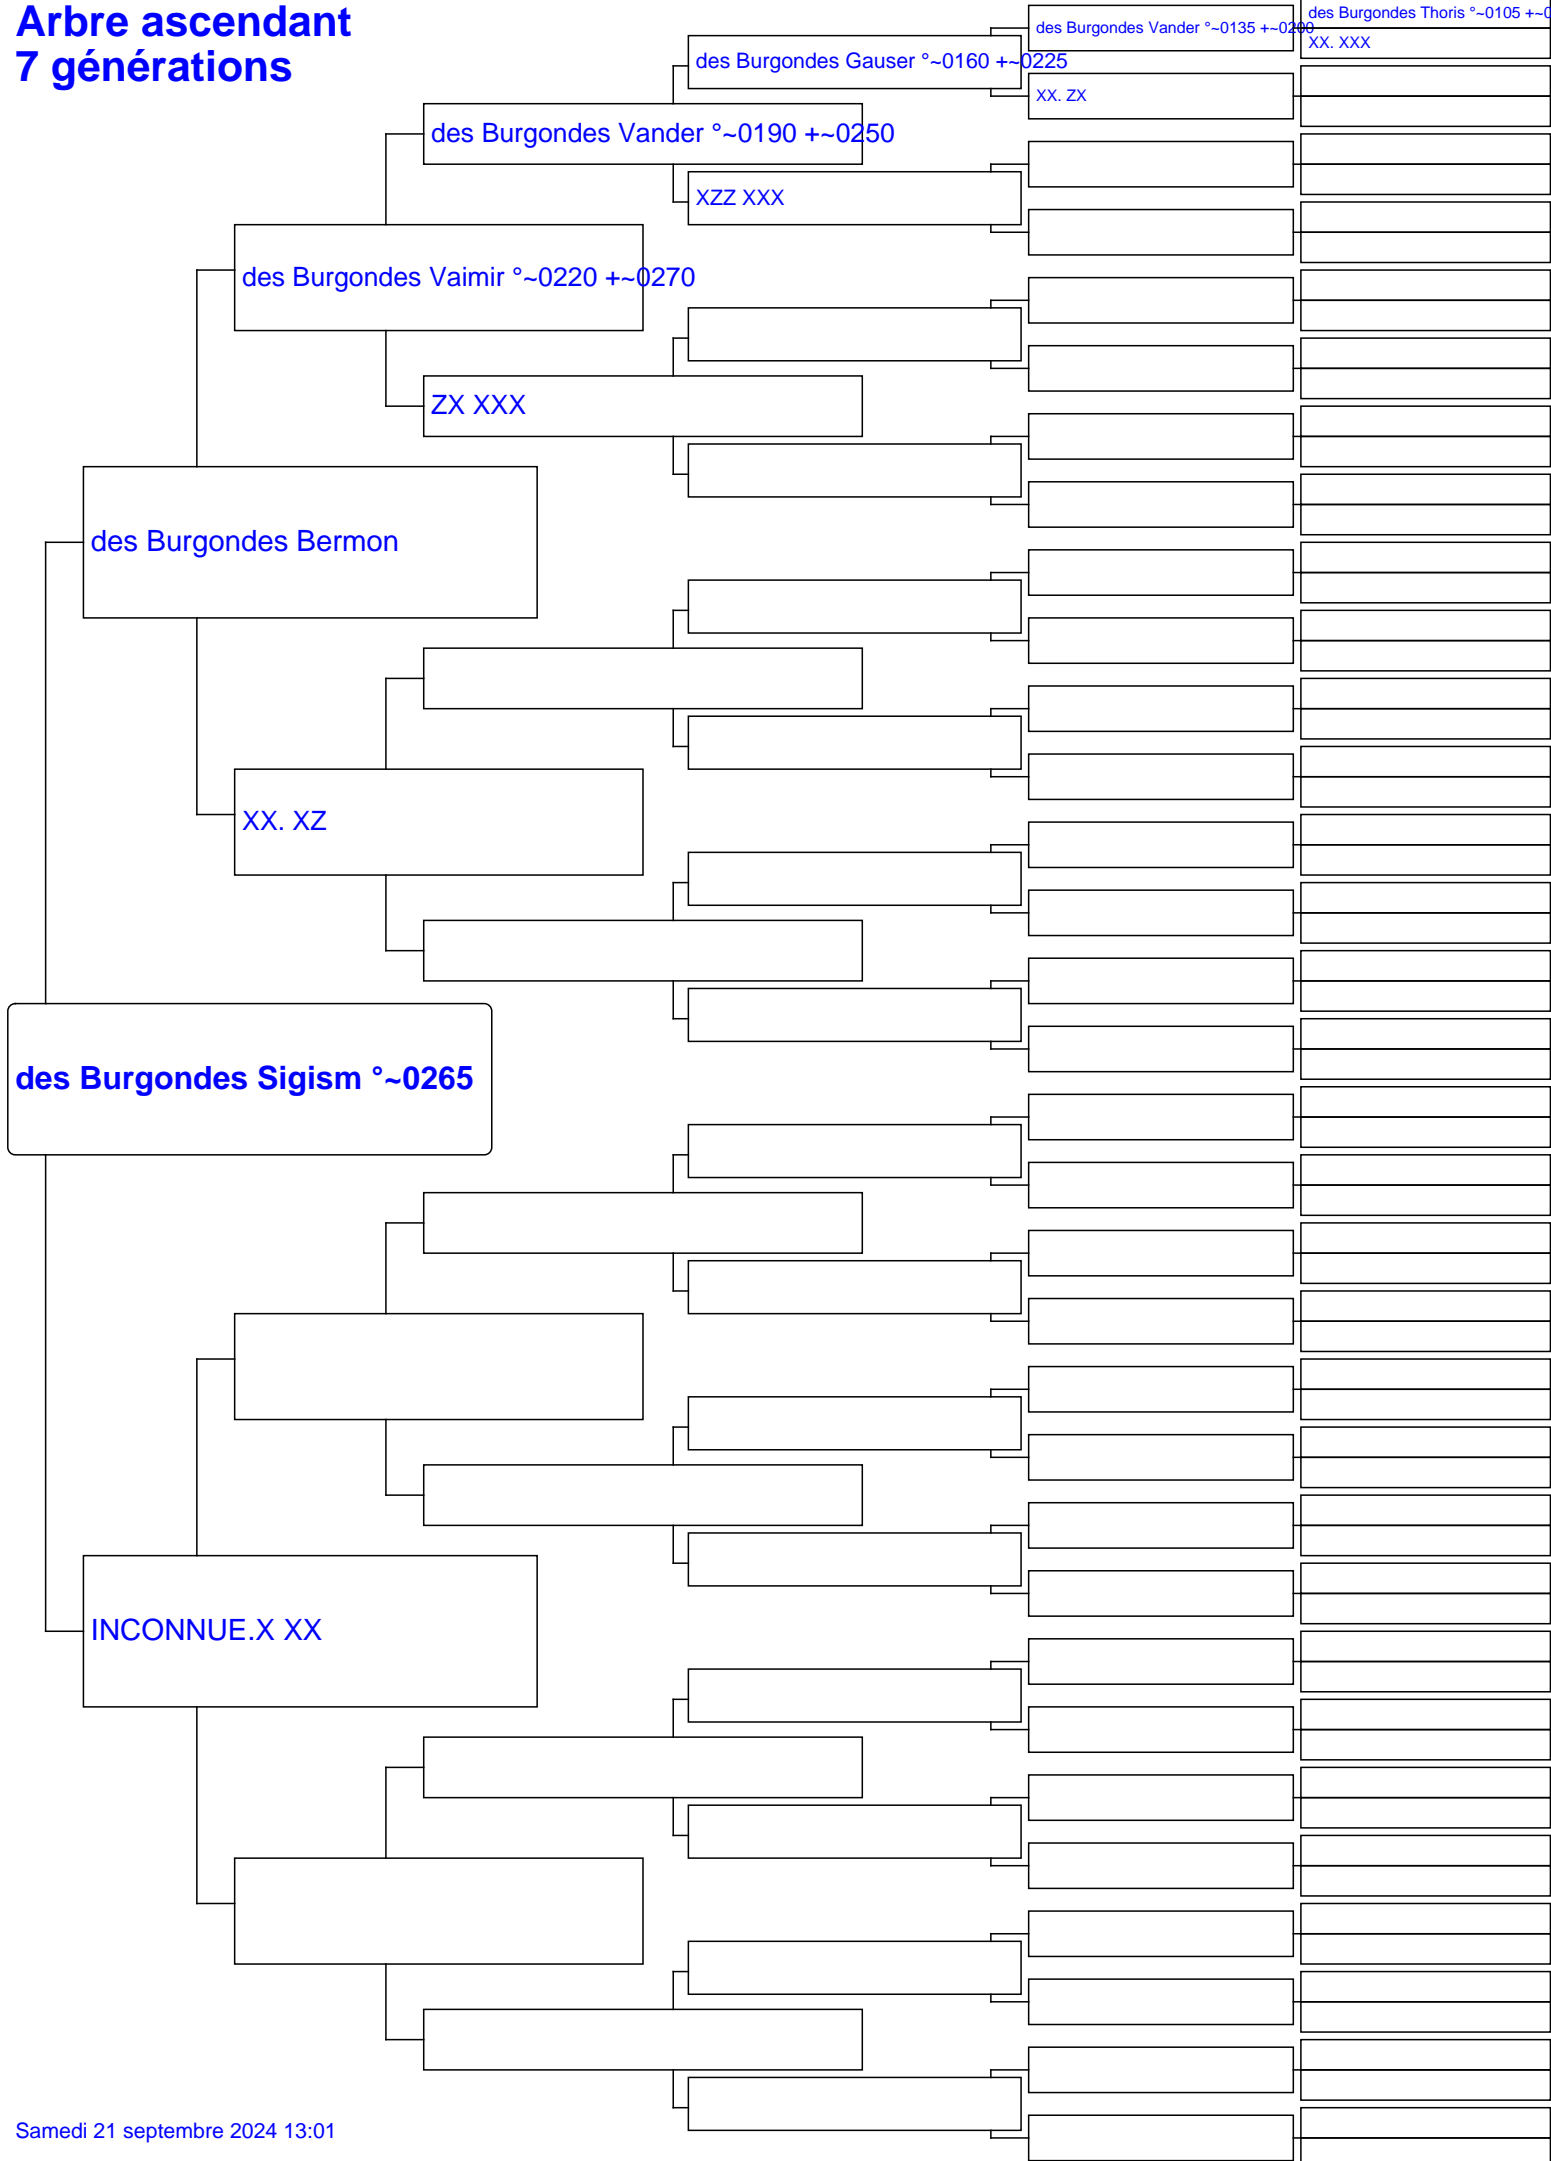 Arbre ascendant
7 générations
des Burgondes Thoris °~0105 +~0
des Burgondes Vander °~0135 +~0200
XX. XXX
des Burgondes Gauser °~0160 +~0225
XX. ZX
des Burgondes Vander °~0190 +~0250
XZZ XXX
des Burgondes Vaimir °~0220 +~0270
ZX XXX
des Burgondes Bermon
XX. XZ
des Burgondes Sigism °~0265
INCONNUE.X XX
Samedi 21 septembre 2024 13:01